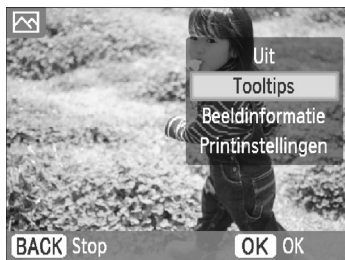 Uit
Tooltips
Beeldinformatie
Printinstellingen
BACK Stop
OK OK